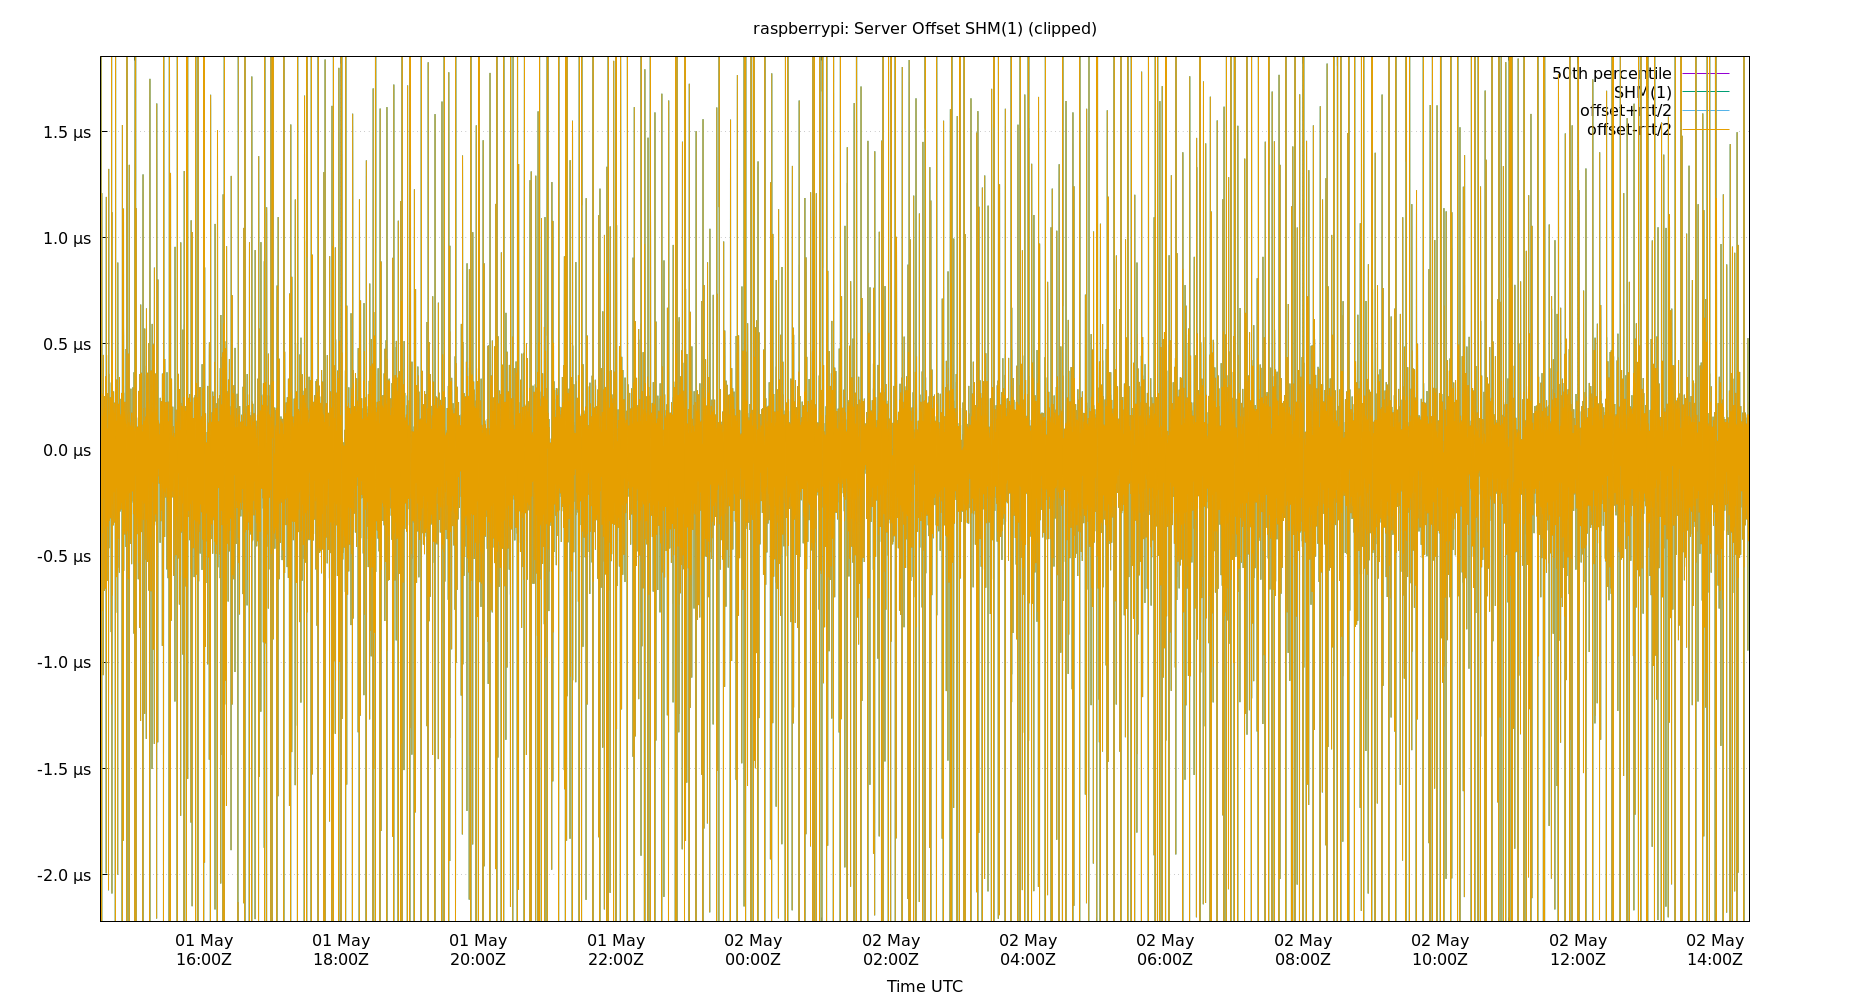 raspberrypi: Server Offset SHM(1) (clipped)
50th percentile
SHM(1)
offset+rtt/2
offset-rtt/2
1.5 µs
1.0 µs
0.5 µs
0.0 µs
-0.5 µs
-1.0 µs
-1.5 µs
-2.0 µs
01 May 01 May 01 May 01 May 02 May 02 May 02 May 02 May 02 May 02 May 02 May 02 May
16:00Z 18:00Z 20:00Z 22:00Z 00:00Z 02:00Z 04:00Z 06:00Z 08:00Z 10:00Z 12:00Z 14:00Z
Time UTC